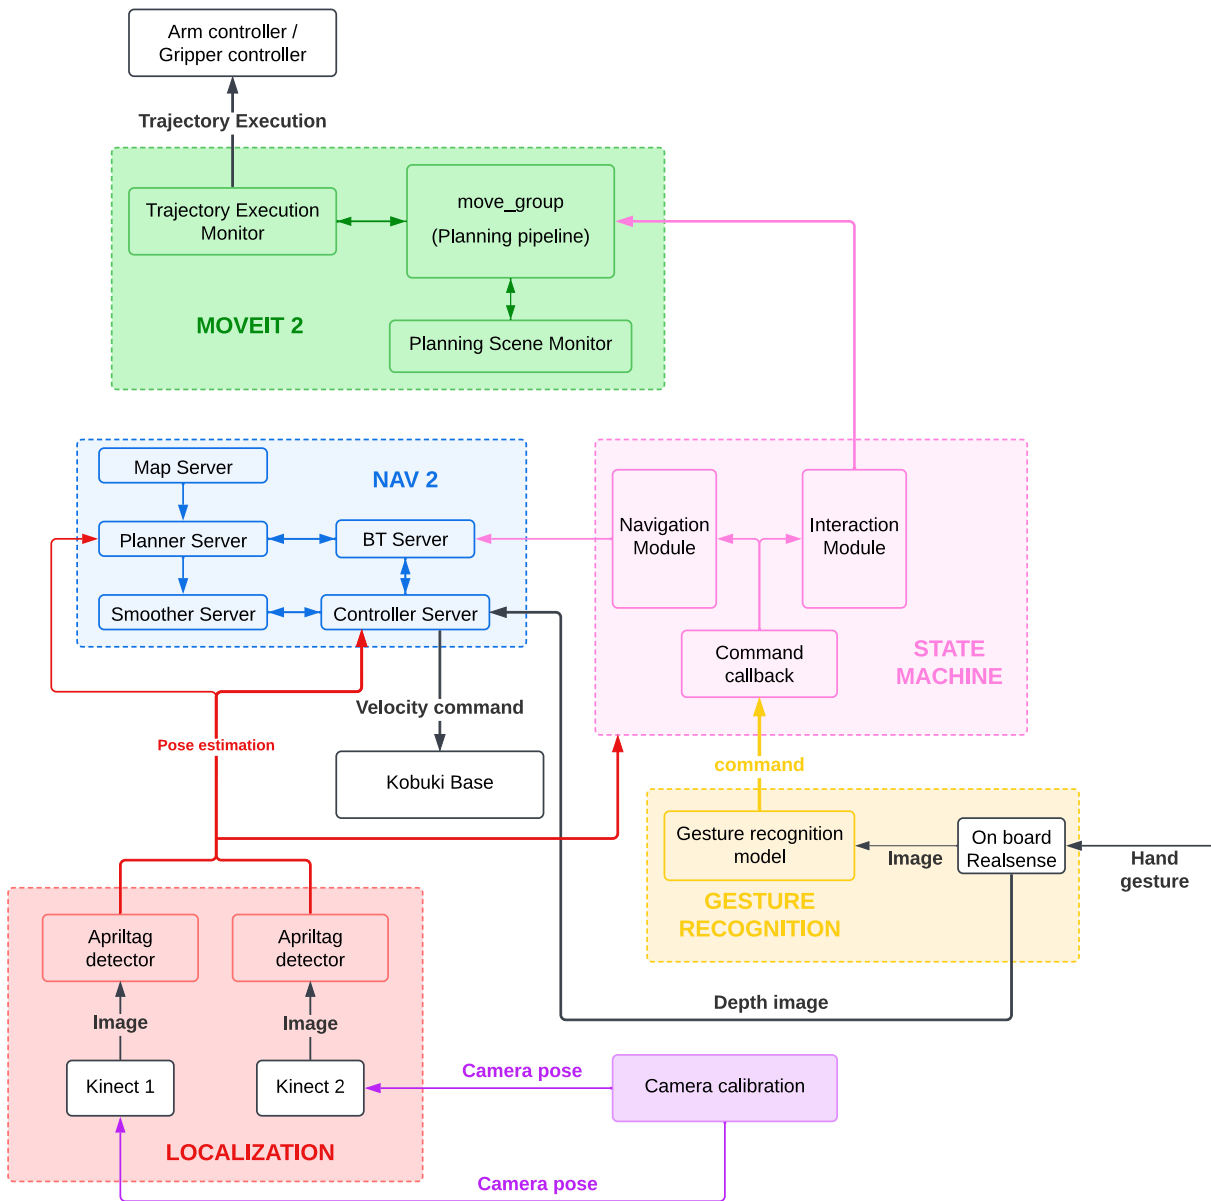 Arm controller /
Gripper controller
Trajectory Execution
Trajectory Execution
Monitor
move_group
(Planning pipeline)
MOVEIT 2
Planning Scene Monitor
Map Server
NAV 2
Planner Server
BT Server
Smoother Server
Controller Server
Navigation
Module
Interaction
Module
Command
callback
STATE
MACHINE
Velocity command
Pose estimation
Kobuki Base
command
Gesture recognition
model
Image
On board
Realsense
Hand
gesture
GESTURE
RECOGNITION
Apriltag
detector
Apriltag
detector
Depth image
Image
Image
Kinect 1
Kinect 2
Camera pose
Camera calibration
LOCALIZATION
Camera pose